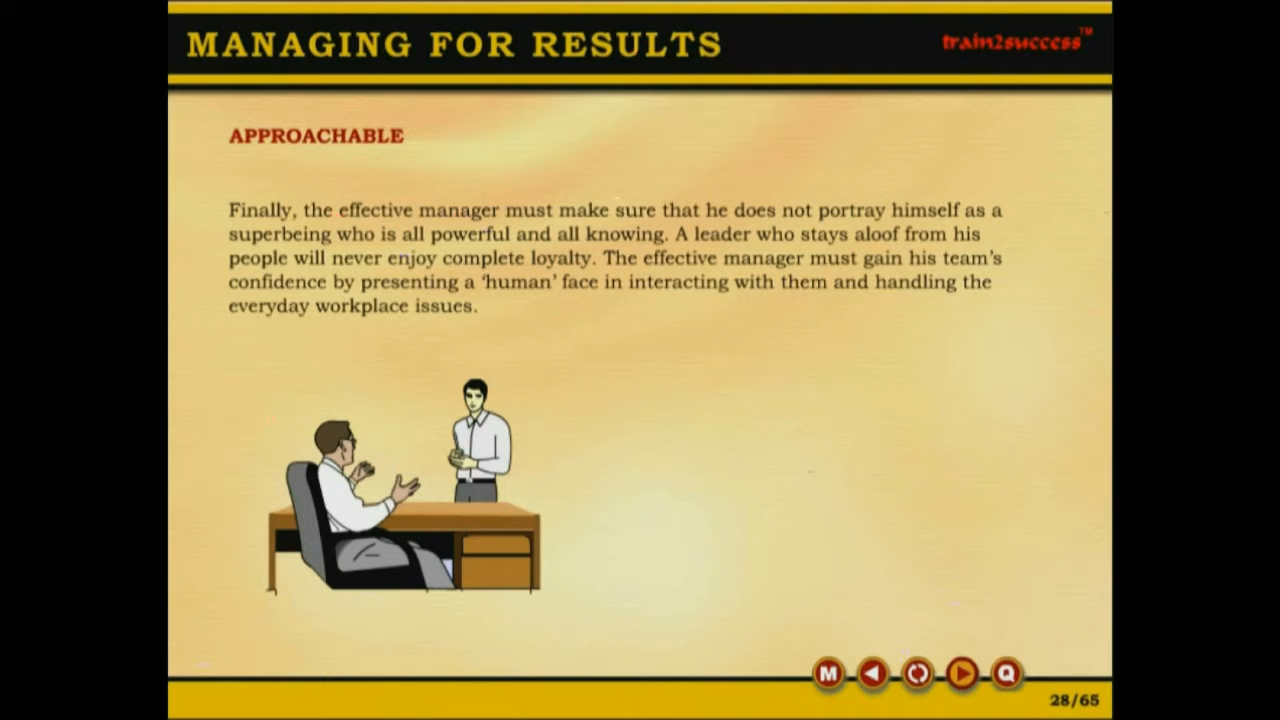 MANAGING FOR RESULTS
train2success™
APPROACHABLE
Finally, the effective manager must make sure that he does not portray himself as a
superbeing who is all powerful and all knowing. A leader who stays aloof from his
people will never enjoy complete loyalty. The effective manager must gain his team's
confidence by presenting a 'human' face in interacting with them and handling the
everyday workplace issues.
M
Q
28/65